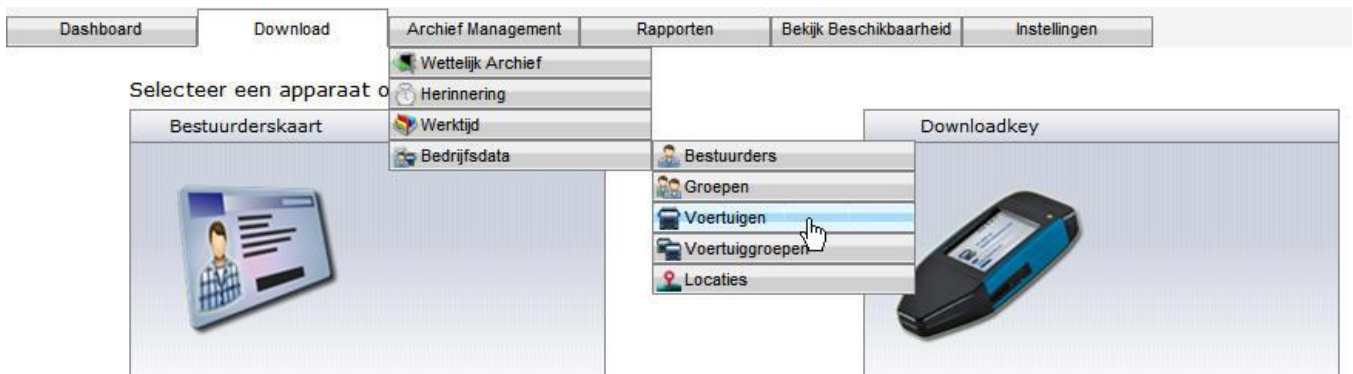 Dashboard Download Archief Management Rapporten Bekijk Beschikbaarheid Instellingen
Wettelijk Archief
Selecteer een apparaat o
Herinnering
Bestuurderskaart
Werktijd
Downloadkey
Bedrijfsdata
Bestuurders
Groepen
Voertuigen
Voertuiggroepen
Locaties